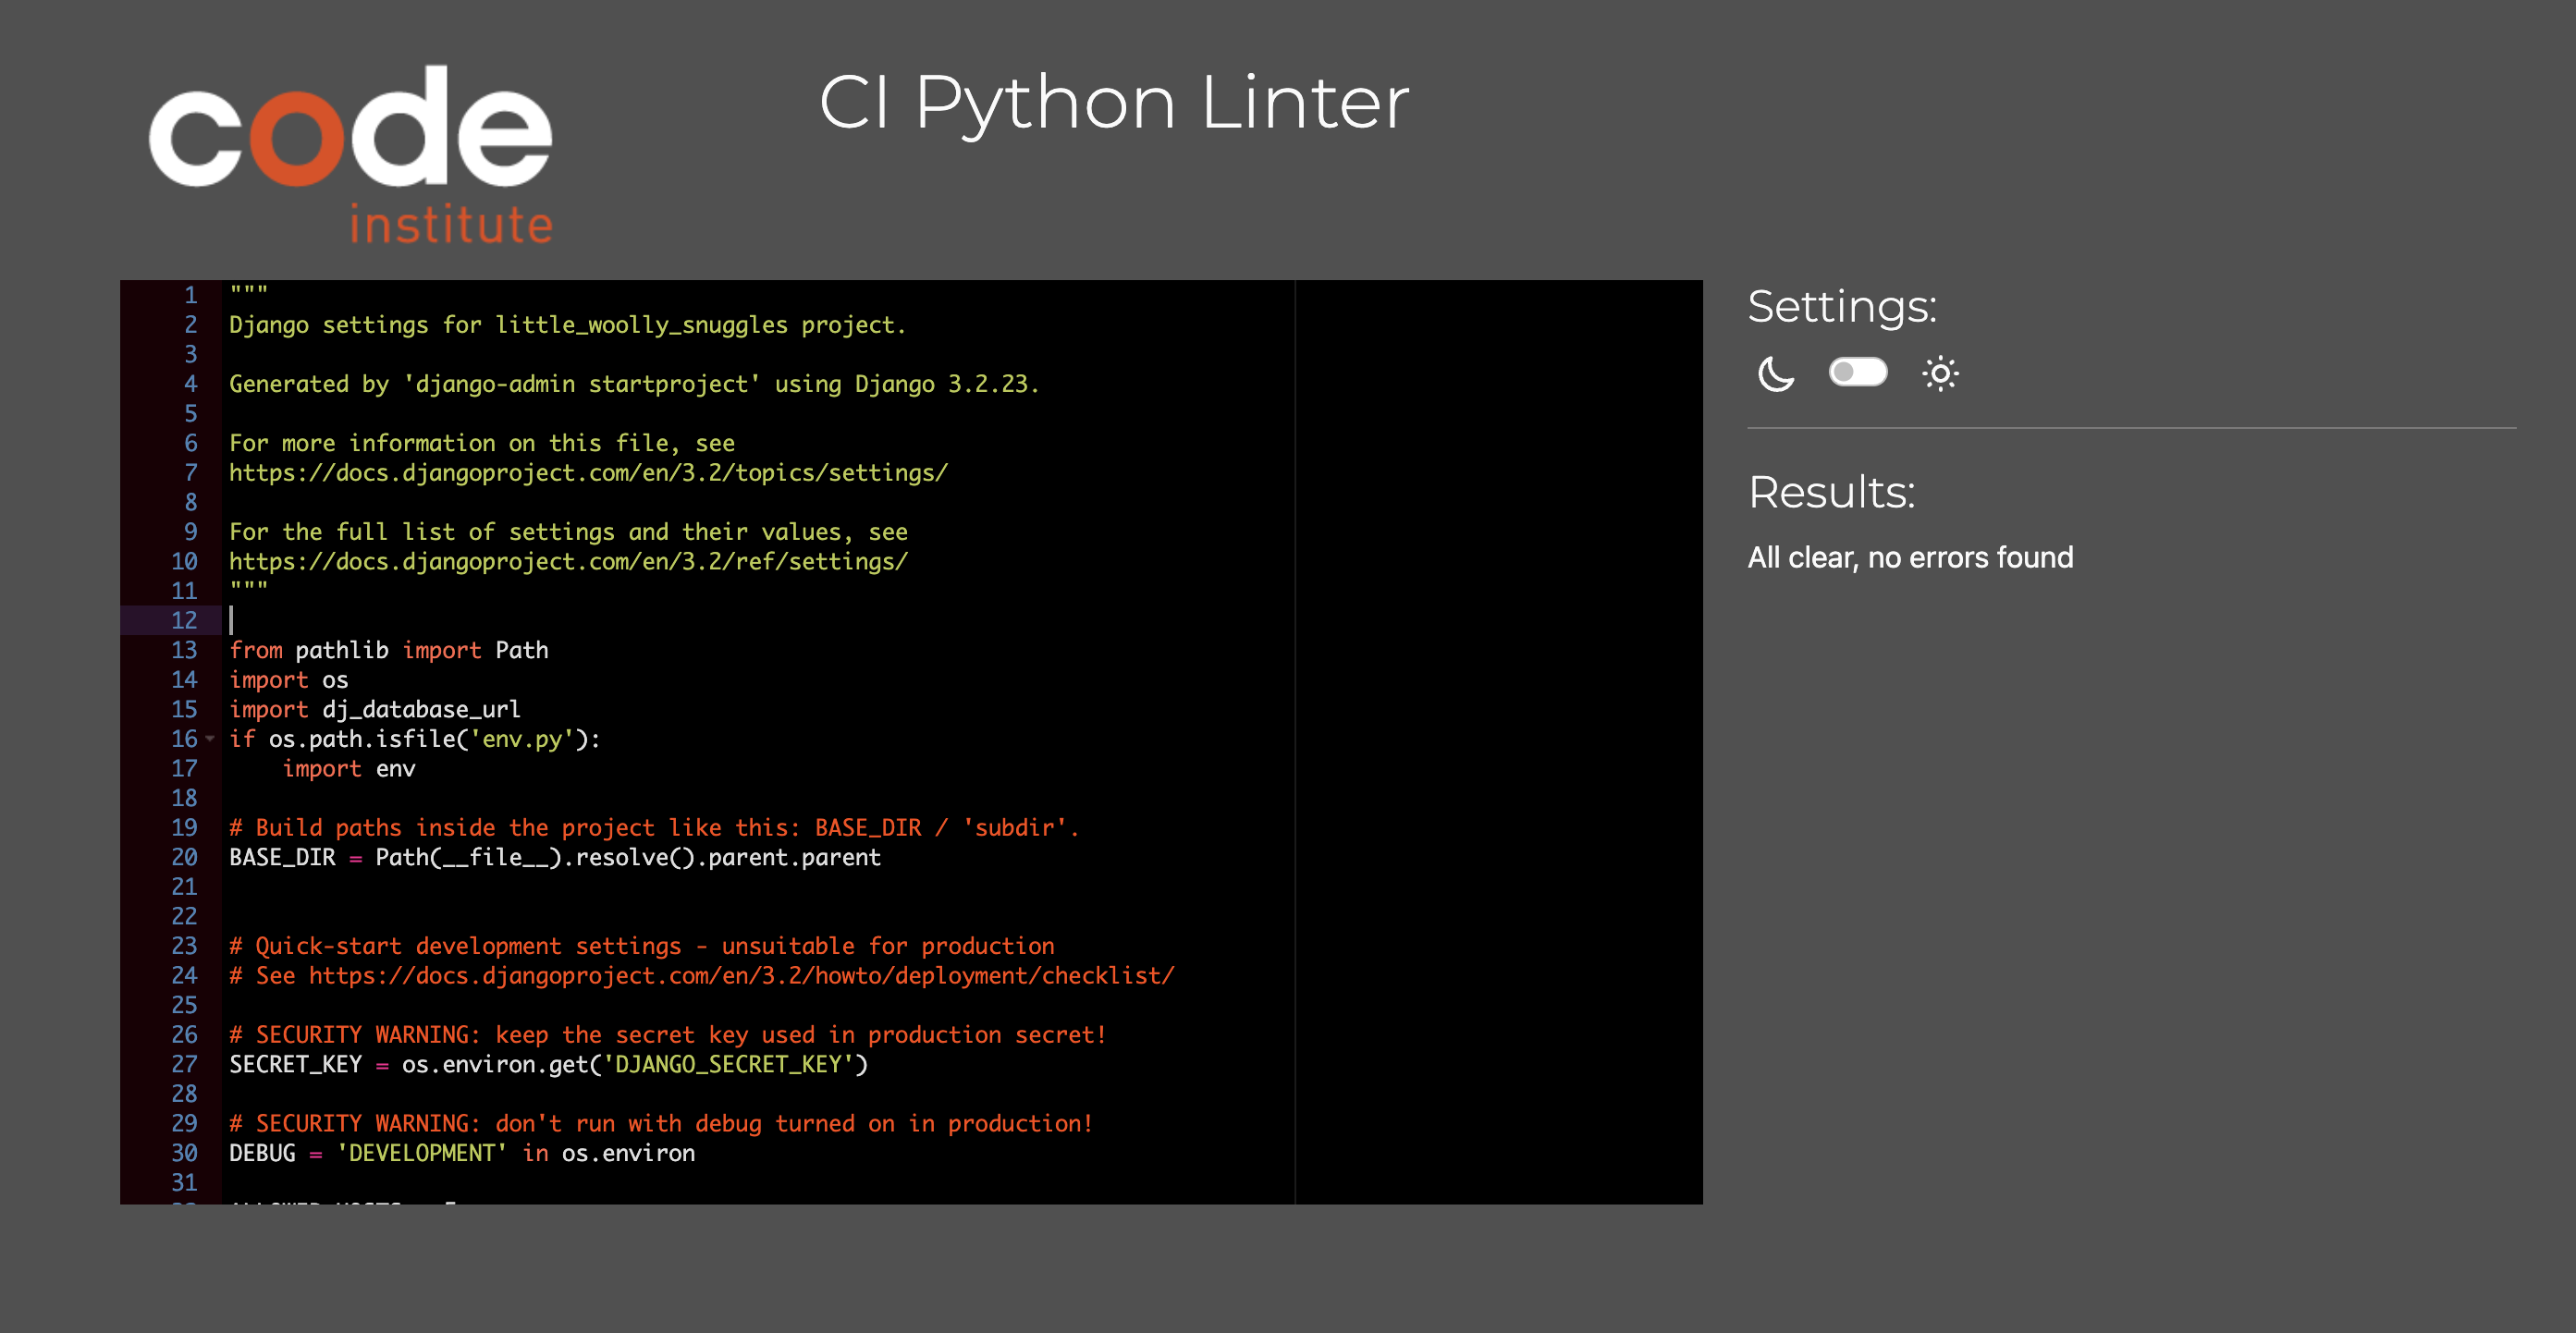 code
institute
CI Python Linter
1 """
2 Django settings for little_woolly_snuggles project.
3
4 Generated by 'django-admin startproject' using Django 3.2.23.
5
6 For more information on this file, see
7 https://docs.djangoproject.com/en/3.2/topics/settings/
8
9 For the full list of settings and their values, see
10 https://docs.djangoproject.com/en/3.2/ref/settings/
11 """
12
13 from pathlib import Path
14 import os
15 import dj_database_url
16 if os.path.isfile('env.py'):
17     import env
18
19 # Build paths inside the project like this: BASE_DIR / 'subdir'.
20 BASE_DIR = Path(__file__).resolve().parent.parent
21
22
23 # Quick-start development settings - unsuitable for production
24 # See https://docs.djangoproject.com/en/3.2/howto/deployment/checklist/
25
26 # SECURITY WARNING: keep the secret key used in production secret!
27 SECRET_KEY = os.environ.get('DJANGO_SECRET_KEY')
28
29 # SECURITY WARNING: don't run with debug turned on in production!
30 DEBUG = 'DEVELOPMENT' in os.environ
31
Settings:
Results:
All clear, no errors found